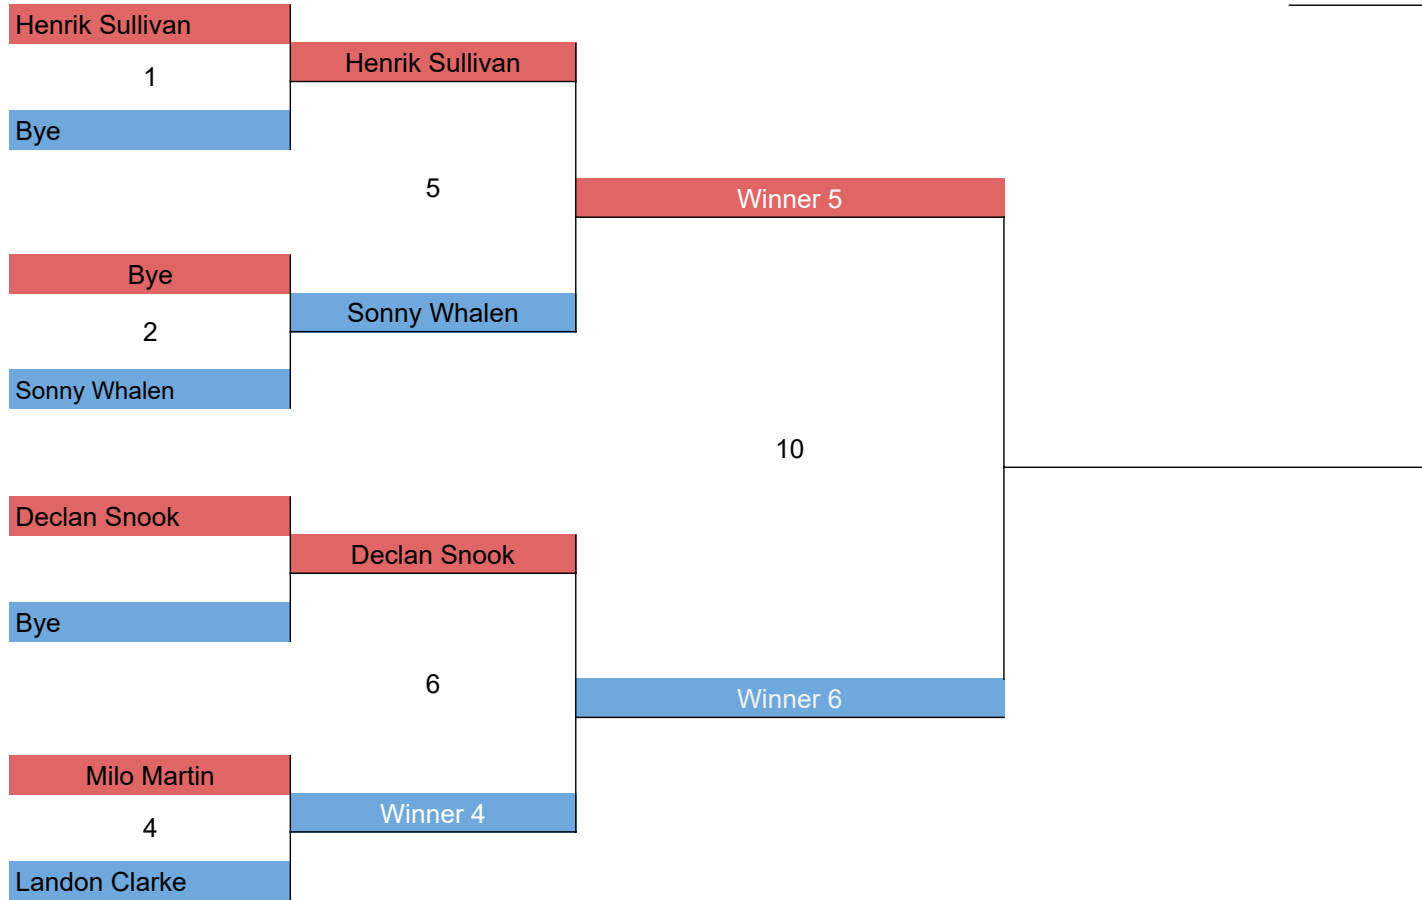 Henrik Sullivan
1
Bye
Henrik Sullivan
5
Winner 5
Bye
2
Sonny Whalen
Sonny Whalen
10
Declan Snook
Bye
Declan Snook
6
Winner 6
Milo Martin
4
Landon Clarke
Winner 4